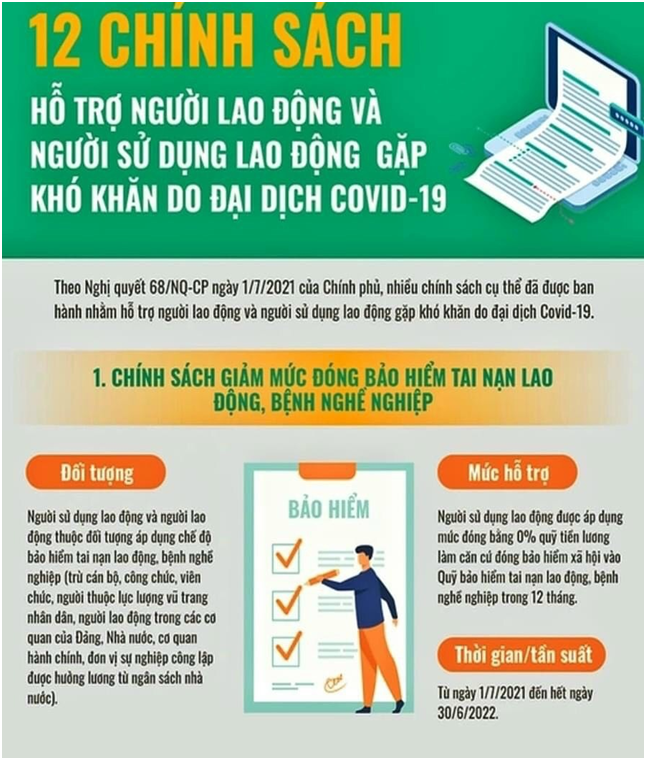 12 CHÍNH SÁCH
HỖ TRỢ NGƯỜI LAO ĐỘNG VÀ
NGƯỜI SỬ DỤNG LAO ĐỘNG GẶP
KHÓ KHĂN DO ĐẠI DỊCH COVID-19
Theo Nghị quyết 68/NQ-CP ngày 1/7/2021 của Chính phủ, nhiều chính sách cụ thể đã được ban
hành nhằm hỗ trợ người lao động và người sử dụng lao động gặp khó khăn do đại dịch Covid-19.
1. CHÍNH SÁCH GIẢM MỨC ĐÓNG BẢO HIỂM TAI NẠN LAO
ĐỘNG, BỆNH NGHỀ NGHIỆP
Đối tượng
Người sử dụng lao động và người lao
động thuộc đối tượng áp dụng chế độ
bảo hiểm tai nạn lao động, bệnh nghề
nghiệp (trừ cán bộ, công chức, viên
chức, người thuộc lực lượng vũ trang
nhân dân, người lao động trong các cơ
quan của Đảng, Nhà nước, cơ quan
hành chính, đơn vị sự nghiệp công lập
được hưởng lương từ ngân sách nhà
nước).
BẢO HIỂM
Mức hỗ trợ
Người sử dụng lao động được áp dụng
mức đóng bằng 0% quỹ tiền lương
làm căn cứ đóng bảo hiểm xã hội vào
Quỹ bảo hiểm tai nạn lao động, bệnh
nghề nghiệp trong 12 tháng.
Thời gian/tần suất
Từ ngày 1/7/2021 đến hết ngày
30/6/2022.